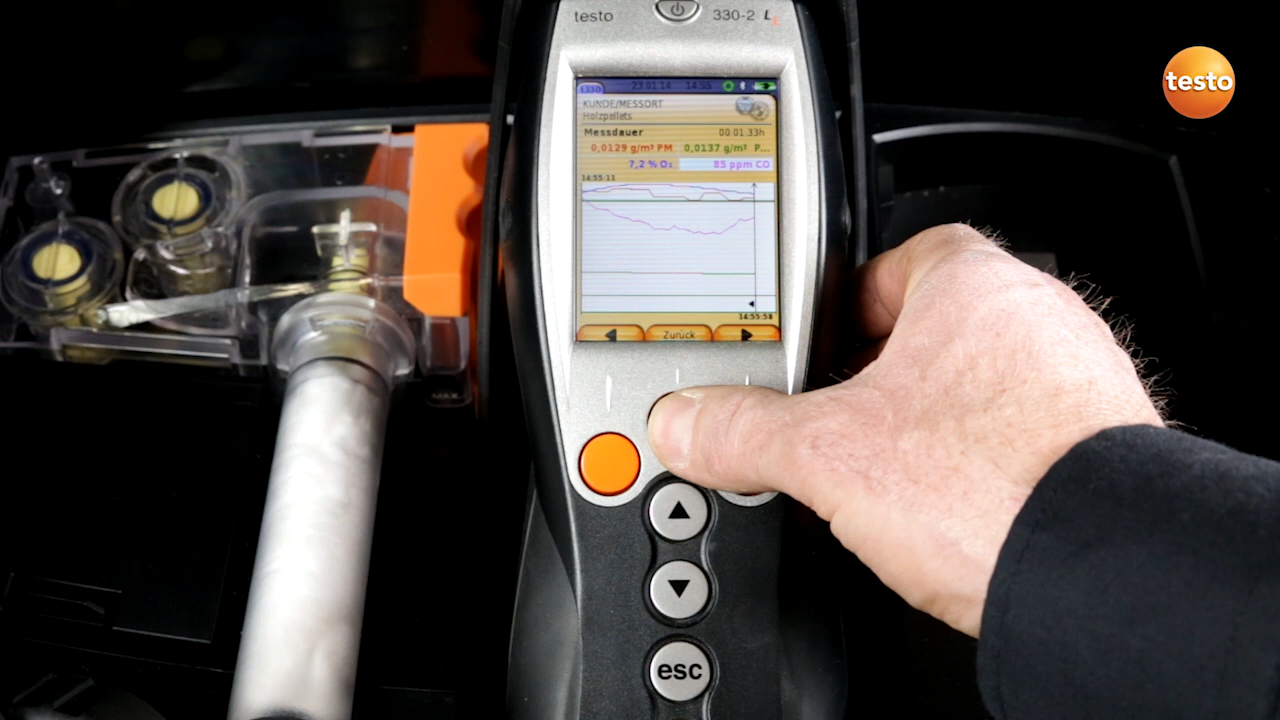 testo
330-2 LL
testo
1330
23.01.14 14:55
KUNDE/MESSORT
Holzpellets
Messdauer 00:01:33h
0,0129 g/m³ PM 0,0137 g/m³ P...
7,2 % O₂ 85 ppm CO
14:55:11
14:55:58
Zurück
MAX
esc